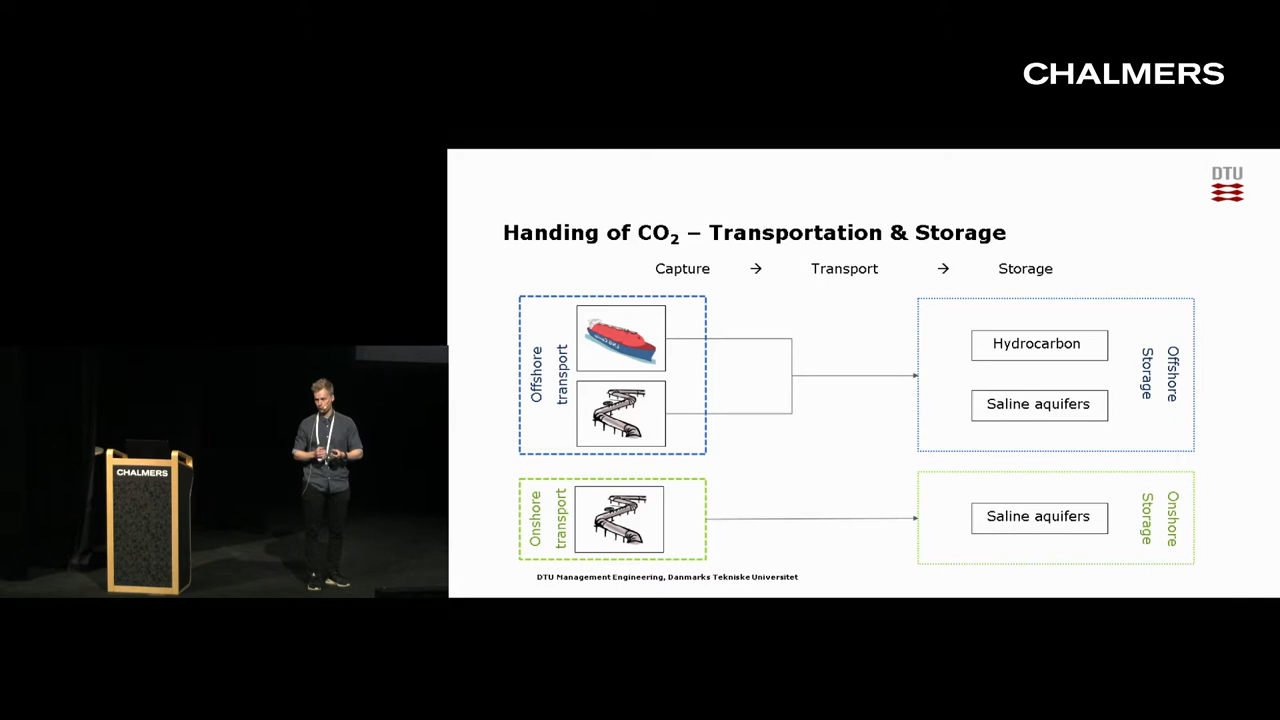 CHALMERS
DTU
Handing of CO₂ – Transportation & Storage
Capture → Transport → Storage
Offshore
transport
Hydrocarbon
Saline aquifers
Offshore
Storage
Onshore
transport
Saline aquifers
Onshore
Storage
DTU Management Engineering, Danmarks Tekniske Universitet
CHALMERS